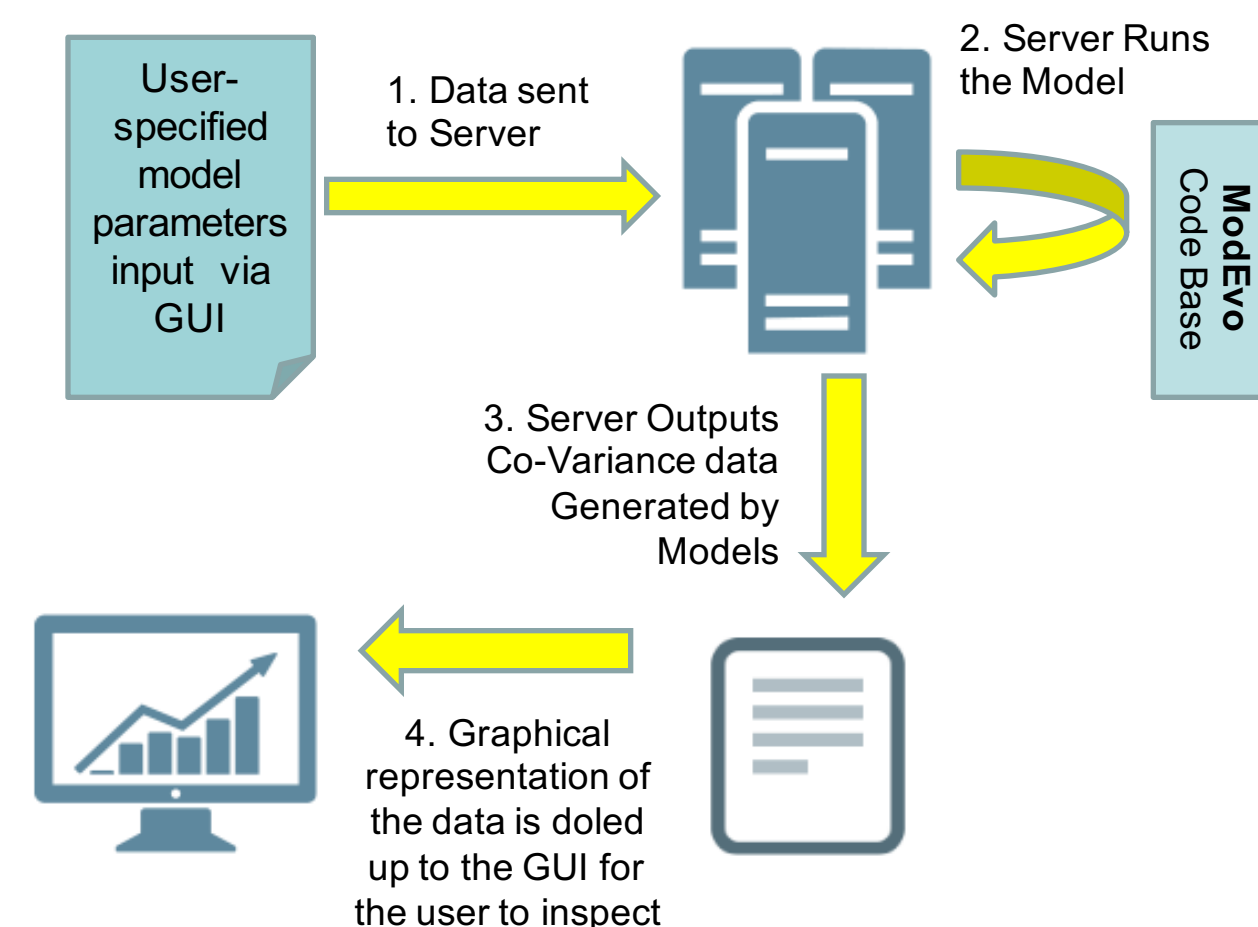 User-
specified
model
parameters
input via
GUI
1. Data sent
to Server
2. Server Runs
the Model
ModEvo
Code Base
3. Server Outputs
Co-Variance data
Generated by
Models
4. Graphical
representation of
the data is doled
up to the GUI for
the user to inspect